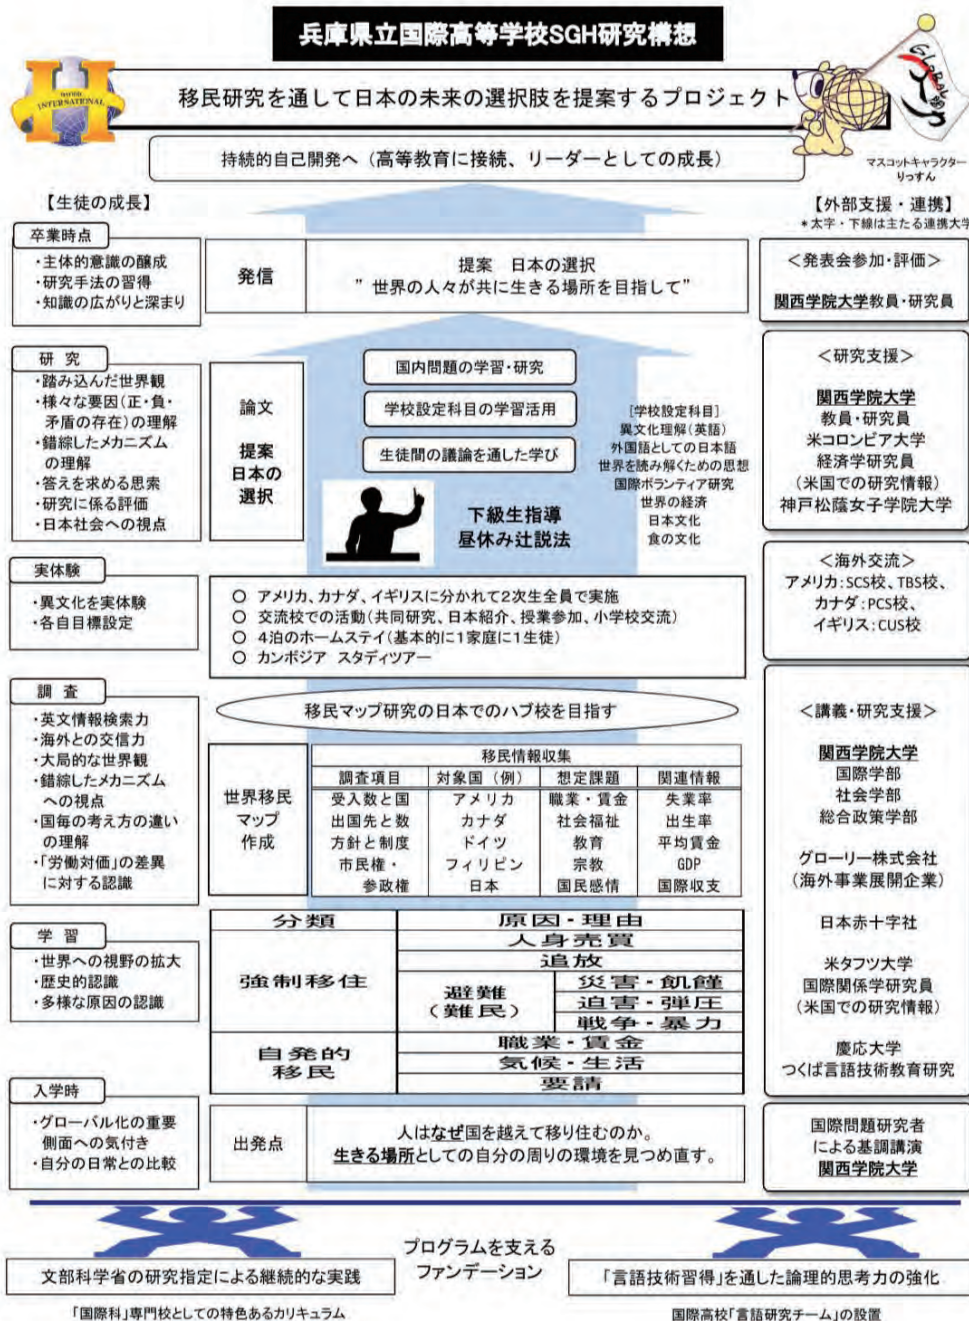 兵庫県立国際高等学校SGH研究構想
H
HYOGO
INTERNATIONAL
移民研究を通して日本の未来の選択肢を提案するプロジェクト
GLOBAL
マスコットキャラクター
りっすん
持続的自己開発へ（高等教育に接続、リーダーとしての成長）
【生徒の成長】
【外部支援・連携】
＊太字・下線は主たる連携大学
卒業時点
・主体的意識の醸成
・研究手法の習得
・知識の広がりと深まり
発信
提案　日本の選択
”世界の人々が共に生きる場所を目指して”
＜発表会参加・評価＞
関西学院大学教員・研究員
研 究
・踏み込んだ世界観
・様々な要因（正・負・
矛盾の存在）の理解
・錯綜したメカニズム
の理解
・答えを求める思索
・研究に係る評価
・日本社会への視点
論文
提案
日本の
選択
国内問題の学習・研究
学校設定科目の学習活用
生徒間の議論を通した学び
下級生指導
昼休み辻説法
[学校設定科目]
異文化理解（英語）
外国語としての日本語
世界を読み解くための思想
国際ボランティア研究
世界の経済
日本文化
食の文化
＜研究支援＞
関西学院大学
教員・研究員
米コロンビア大学
経済学研究員
（米国での研究情報）
神戸松蔭女子学院大学
実体験
・異文化を実体験
・各自目標設定
○ アメリカ、カナダ、イギリスに分かれて2次生全員で実施
○ 交流校での活動（共同研究、日本紹介、授業参加、小学校交流）
○ 4泊のホームステイ（基本的に1家庭に1生徒）
○ カンボジア スタディツアー
＜海外交流＞
アメリカ：SCS校、TBS校、
カナダ：PCS校、
イギリス：CUS校
調 査
・英文情報検索力
・海外との交信力
・大局的な世界観
・錯綜したメカニズム
への視点
・国毎の考え方の違い
の理解
・「労働対価」の差異
に対する認識
移民マップ研究の日本でのハブ校を目指す
世界移民
マップ
作成
移民情報収集
調査項目 対象国（例） 想定課題 関連情報
受入数と国 アメリカ 職業・賃金 失業率
出国先と数 カナダ 社会福祉 出生率
方針と制度 ドイツ 教育 平均賃金
市民権・ フィリピン 宗教 GDP
参政権 日本 国民感情 国際収支
＜講義・研究支援＞
関西学院大学
国際学部
社会学部
総合政策学部
グローリー株式会社
（海外事業展開企業）
日本赤十字社
米タフツ大学
国際関係学研究員
（米国での研究情報）
慶応大学
つくば言語技術教育研究
学 習
・世界への視野の拡大
・歴史的認識
・多様な原因の認識
分類 原因・理由
強制移住
人身売買
追放
避難
（難民）
災害・飢饉
迫害・弾圧
戦争・暴力
自発的
移民
職業・賃金
気候・生活
要請
入学時
・グローバル化の重要
側面への気付き
・自分の日常との比較
出発点
人はなぜ国を越えて移り住むのか。
生きる場所としての自分の周りの環境を見つめ直す。
国際問題研究者
による基調講演
関西学院大学
プログラムを支える
ファンデーション
文部科学省の研究指定による継続的な実践
「国際科」専門校としての特色あるカリキュラム
「言語技術習得」を通した論理的思考力の強化
国際高校「言語研究チーム」の設置